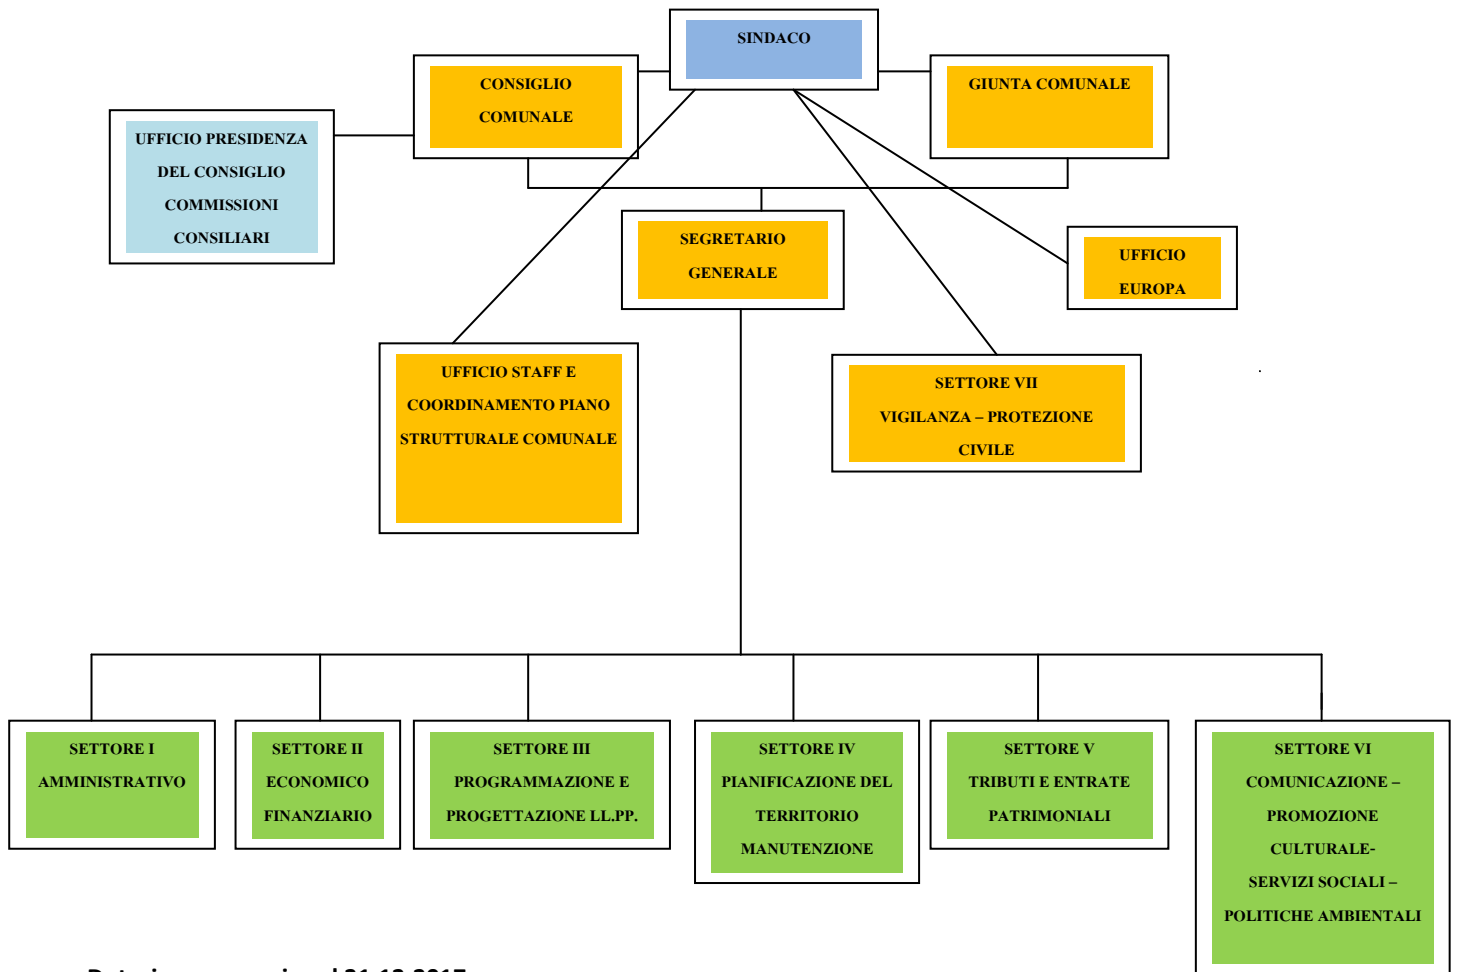 SINDACO
CONSIGLIO
COMUNALE
GIUNTA COMUNALE
UFFICIO PRESIDENZA
DEL CONSIGLIO
COMMISSIONI
CONSILIARI
SEGRETARIO
GENERALE
UFFICIO
EUROPA
UFFICIO STAFF E
COORDINAMENTO PIANO
STRUTTURALE COMUNALE
SETTORE VII
VIGILANZA – PROTEZIONE
CIVILE
SETTORE I
AMMINISTRATIVO
SETTORE II
ECONOMICO
FINANZIARIO
SETTORE III
PROGRAMMAZIONE E
PROGETTAZIONE LL.PP.
SETTORE IV
PIANIFICAZIONE DEL
TERRITORIO
MANUTENZIONE
SETTORE V
TRIBUTI E ENTRATE
PATRIMONIALI
SETTORE VI
COMUNICAZIONE –
PROMOZIONE
CULTURALE-
SERVIZI SOCIALI –
POLITICHE AMBIENTALI